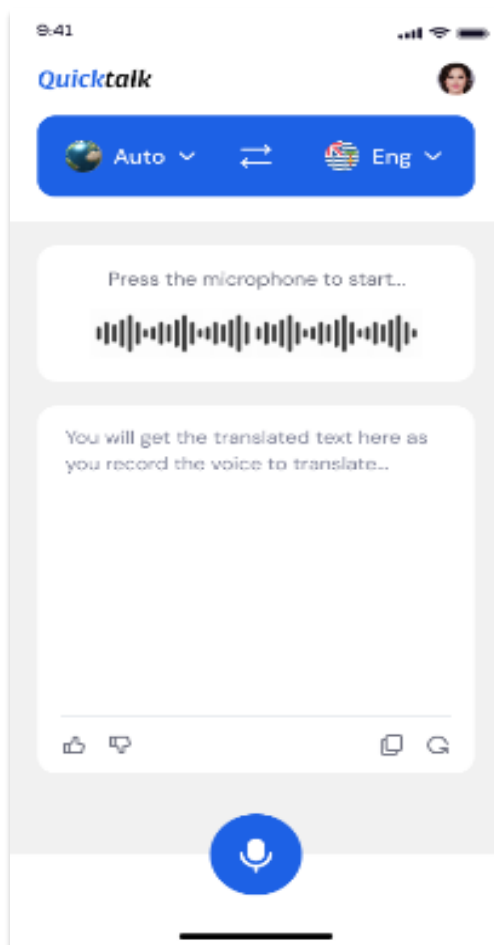 9:41
Quicktalk
Auto
Eng
Press the microphone to start...
You will get the translated text here as
you record the voice to translate...